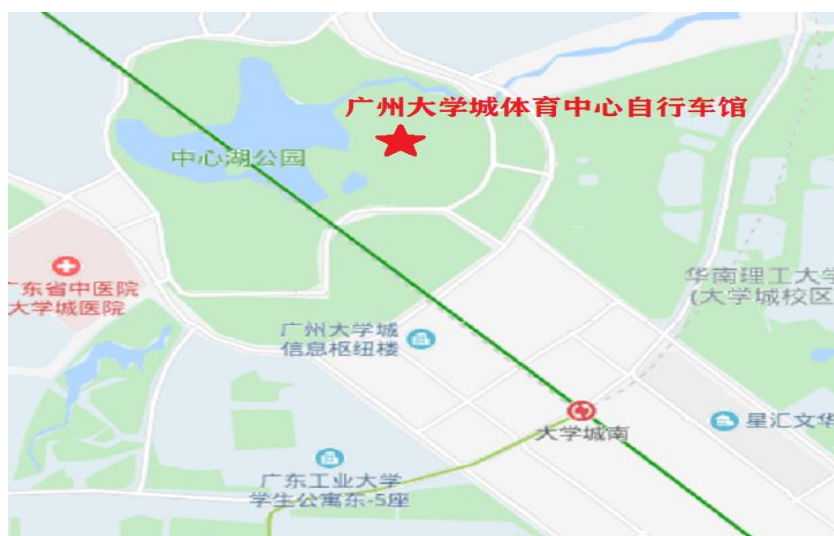 广州大学城体育中心自行车馆
中心湖公园
广东省中医院
大学城医院
华南理工大学
(大学城校区
广州大学城
信息枢纽楼
大学城南
星汇文华
广东工业大学
学生公寓东-5座